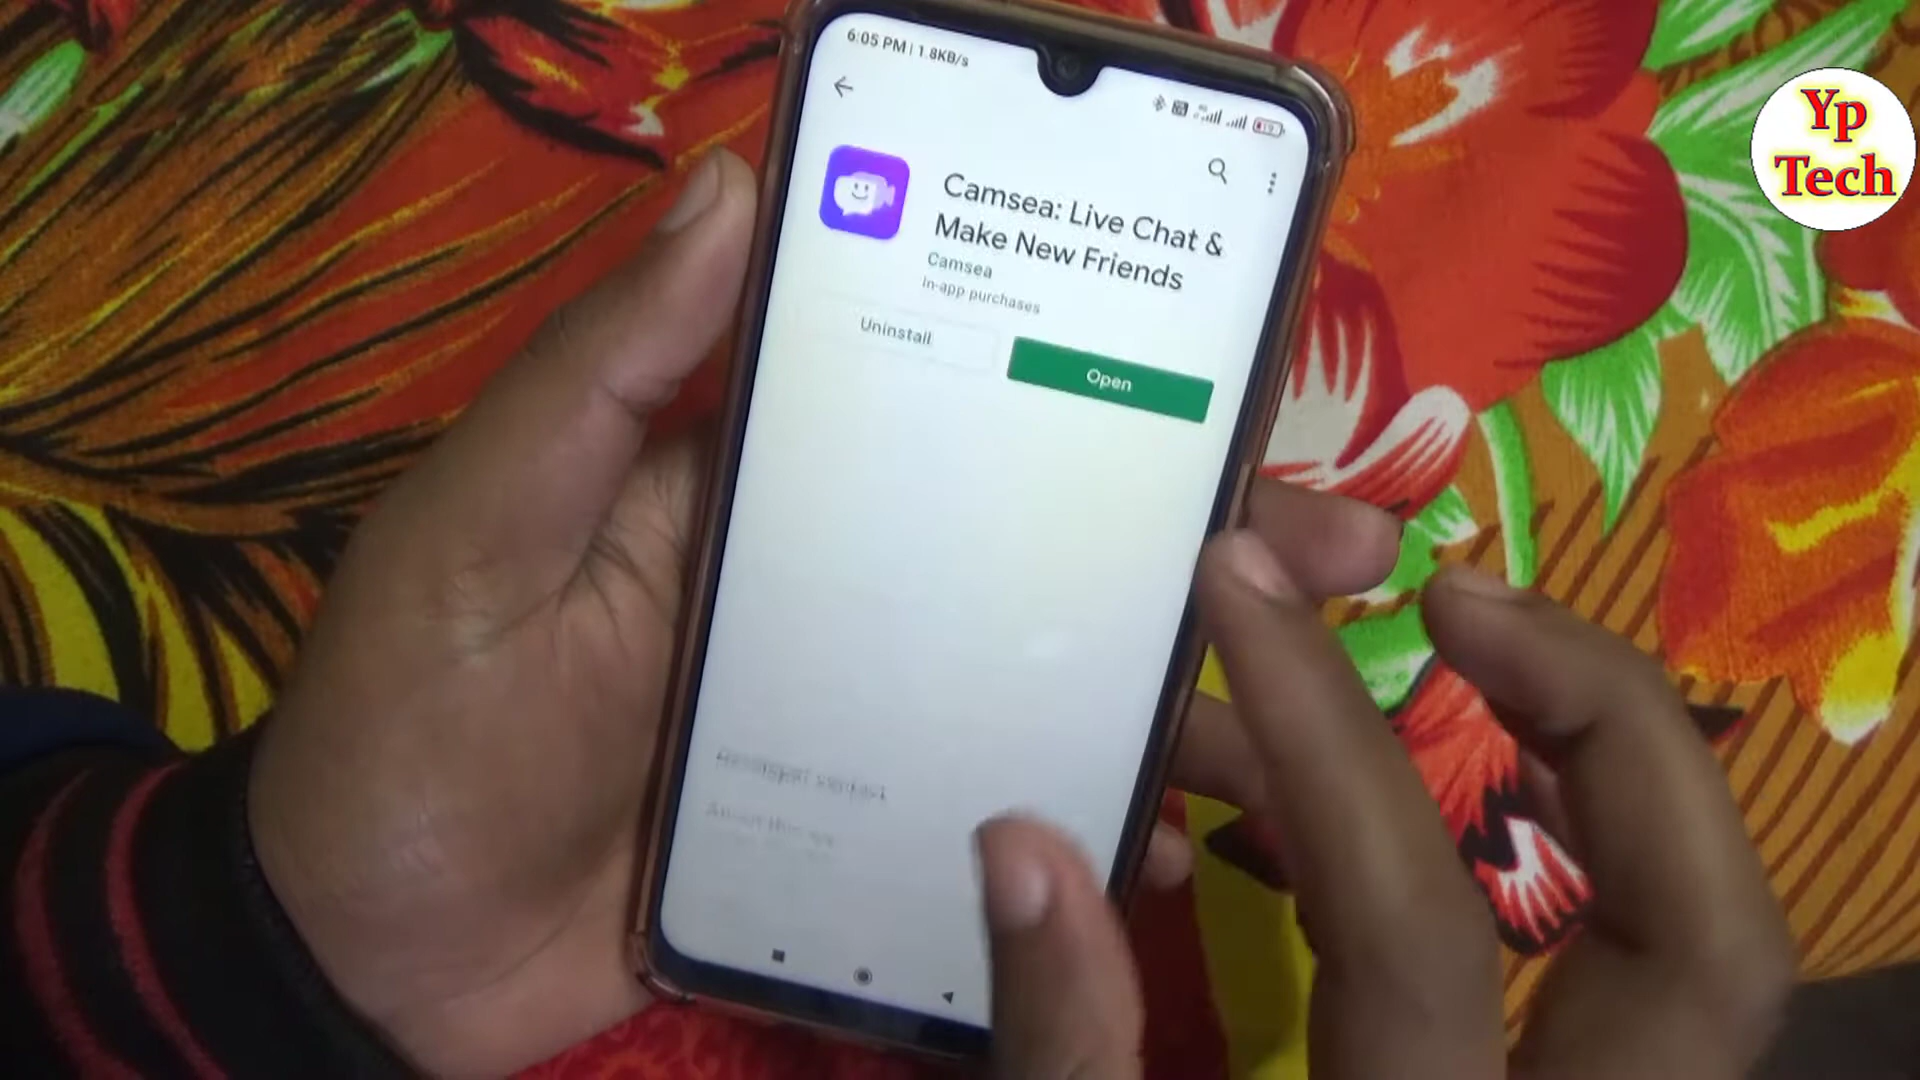 6:05 PM | 1.8KB/s
19
Camsea: Live Chat &
Make New Friends
Camsea
In-app purchases
Uninstall
Open
Yp
Tech